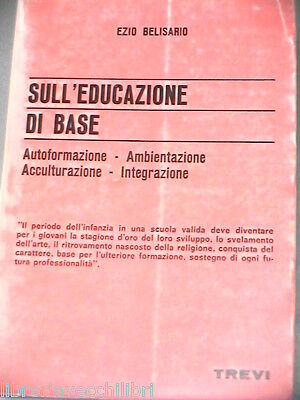 EZIO BELISARIO
SULL'EDUCAZIONE
DI BASE
Autoformazione - Ambientazione
Acculturazione - Integrazione
"Il periodo dell'infanzia in una scuola valida deve diventare
per i giovani la stagione d'oro del loro sviluppo, lo svelamento
dell'arte, il ritrovamento nascosto della religione, conquista del
carattere, base per l'ulteriore formazione, sostegno di ogni fu-
tura professionalità".
TREVI
libreriavecchilibri